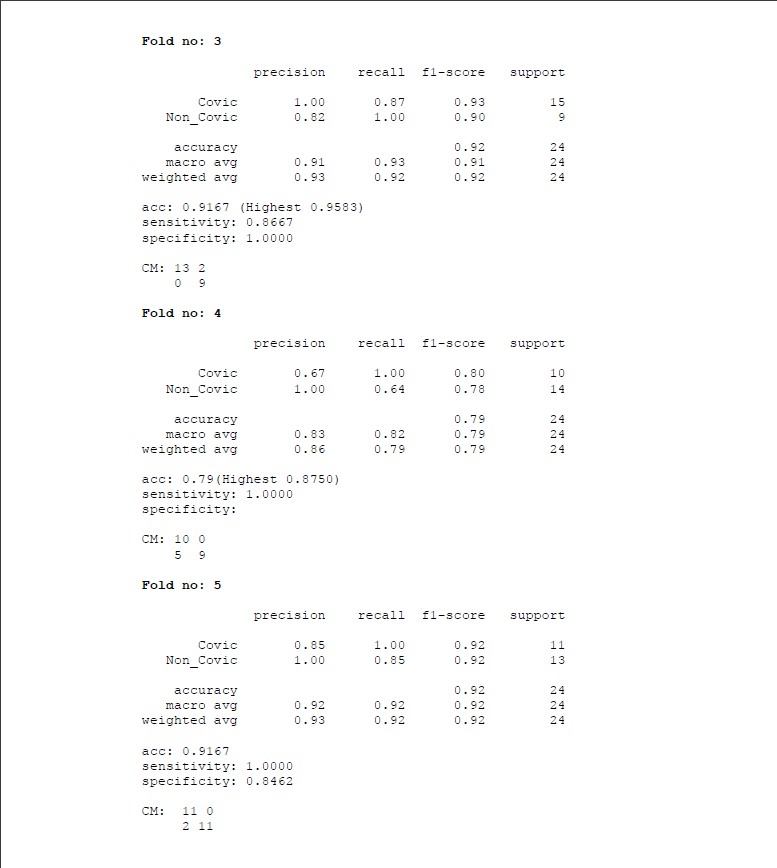 Fold no: 3
precision recall f1-score support
Covic 1.00 0.87 0.93 15
Non_Covic 0.82 1.00 0.90 9
accuracy 0.92 24
macro avg 0.91 0.93 0.91 24
weighted avg 0.93 0.92 0.92 24
acc: 0.9167 (Highest 0.9583)
sensitivity: 0.8667
specificity: 1.0000
CM: 13 2
0 9
Fold no: 4
precision recall f1-score support
Covic 0.67 1.00 0.80 10
Non_Covic 1.00 0.64 0.78 14
accuracy 0.79 24
macro avg 0.83 0.82 0.79 24
weighted avg 0.86 0.79 0.79 24
acc: 0.79(Highest 0.8750)
sensitivity: 1.0000
specificity:
CM: 10 0
5 9
Fold no: 5
precision recall f1-score support
Covic 0.85 1.00 0.92 11
Non_Covic 1.00 0.85 0.92 13
accuracy 0.92 24
macro avg 0.92 0.92 0.92 24
weighted avg 0.93 0.92 0.92 24
acc: 0.9167
sensitivity: 1.0000
specificity: 0.8462
CM: 11 0
2 11